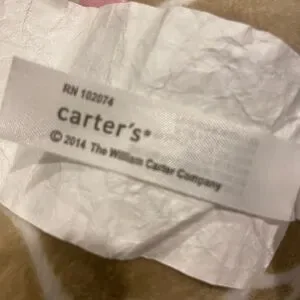 RN 102074
carter's®
© 2014 The William Carter Company